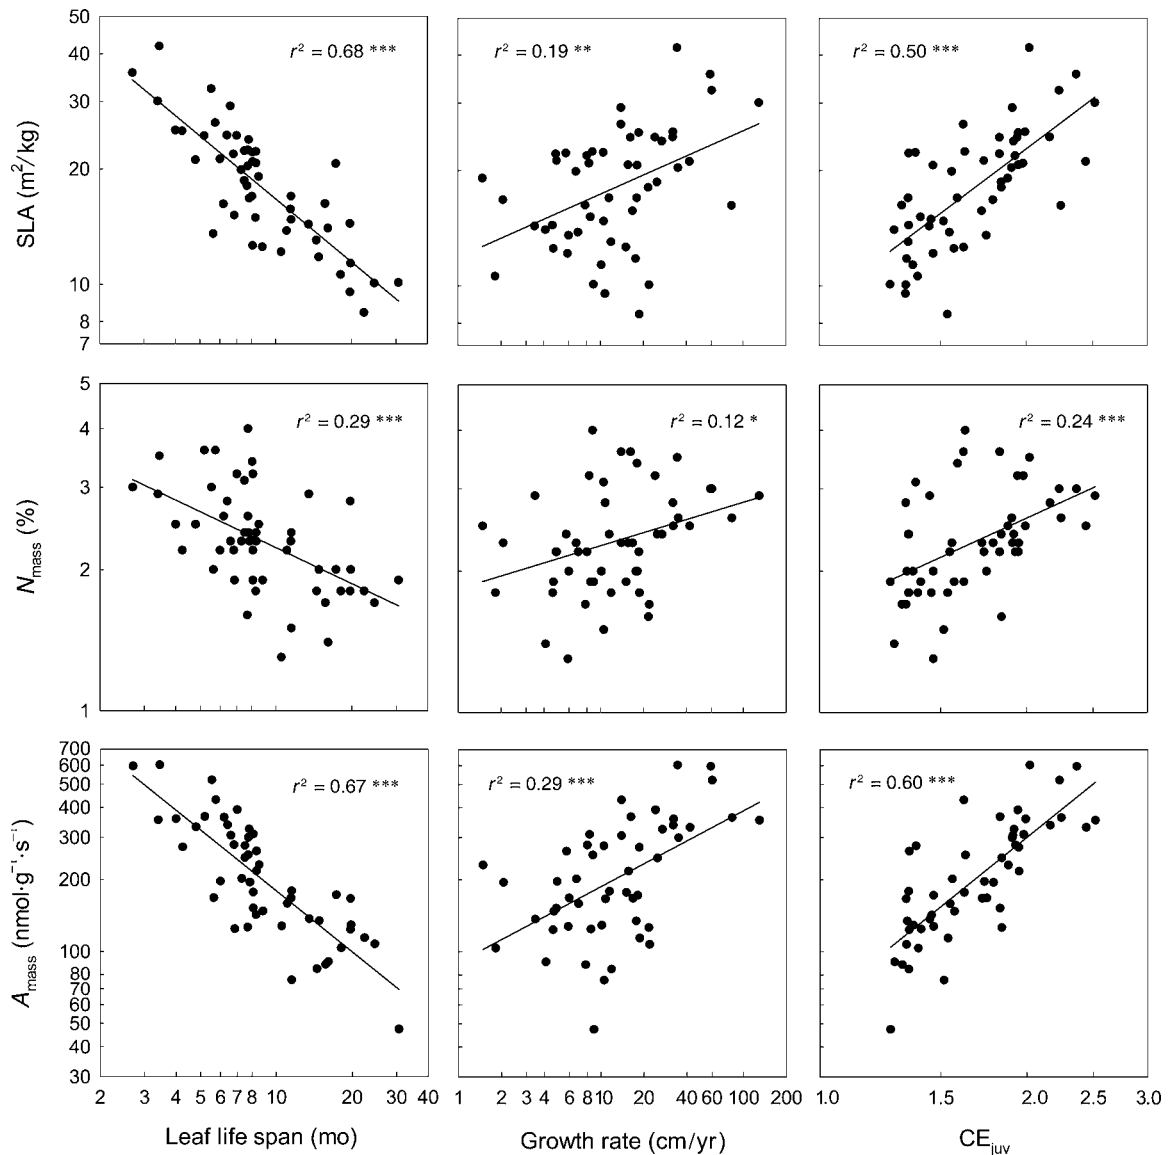 50
40
30
20
10
8
7
SLA (m²/kg)
r² = 0.68 ***
r² = 0.19 **
r² = 0.50 ***
5
4
3
2
1
Nmass (%)
r² = 0.29 ***
r² = 0.12 *
r² = 0.24 ***
700
600
500
400
300
200
100
80
70
60
50
40
30
Amass (nmol·g⁻¹·s⁻¹)
r² = 0.67 ***
r² = 0.29 ***
r² = 0.60 ***
2 3 4 5 6 7 8 10 20 40
1 2 3 4 6 8 10 20 40 60 100 200
1.0 1.5 2.0 2.5 3.0
Leaf life span (mo)
Growth rate (cm/yr)
CEjuv